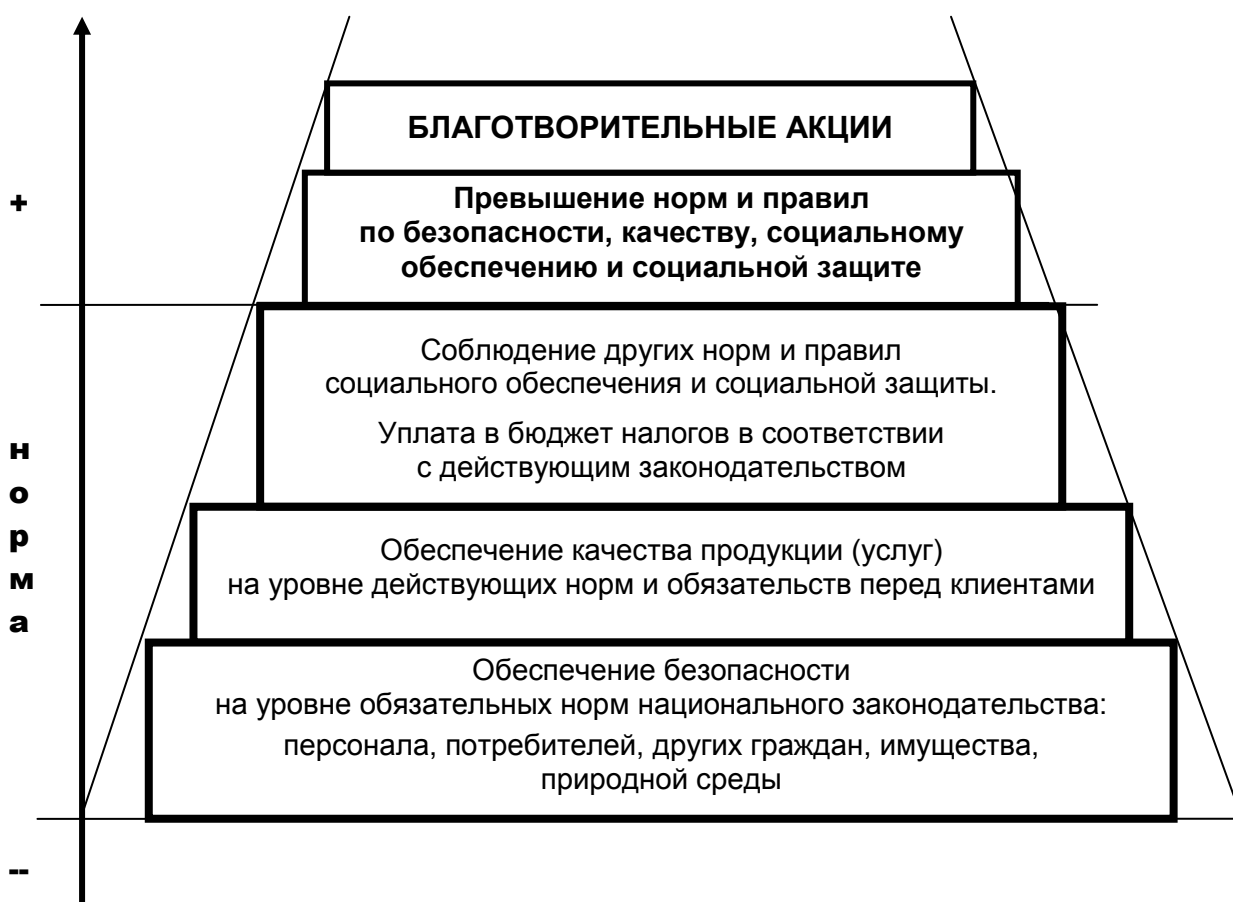 БЛАГОТВОРИТЕЛЬНЫЕ АКЦИИ
+
Превышение норм и правил
по безопасности, качеству, социальному
обеспечению и социальной защите
Соблюдение других норм и правил
социального обеспечения и социальной защиты.
Уплата в бюджет налогов в соответствии
с действующим законодательством
н
о
р
м
а
Обеспечение качества продукции (услуг)
на уровне действующих норм и обязательств перед клиентами
Обеспечение безопасности
на уровне обязательных норм национального законодательства:
персонала, потребителей, других граждан, имущества,
природной среды
--